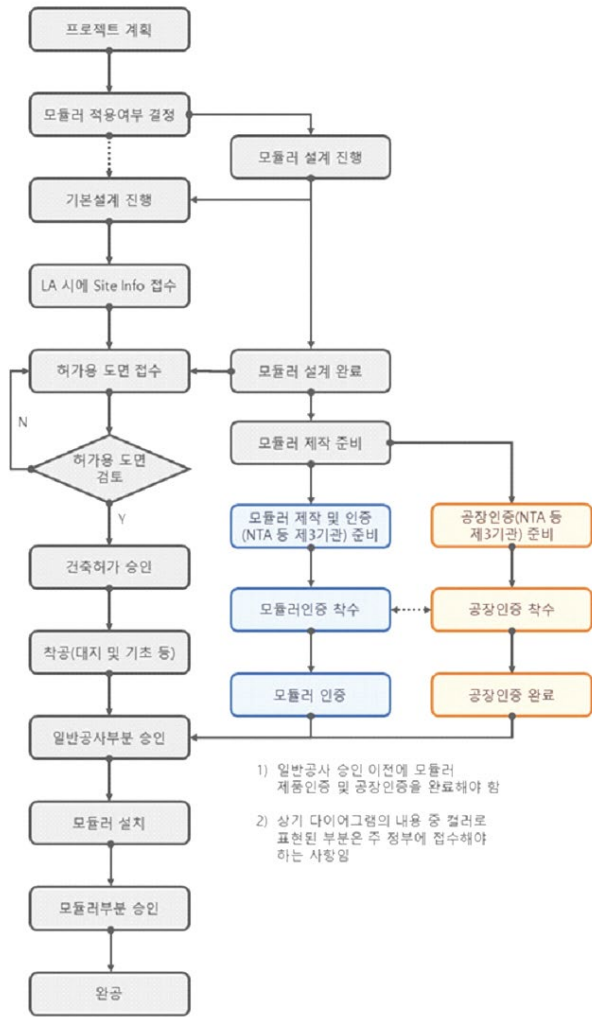 프로젝트 계획
모듈러 적용여부 결정
모듈러 설계 진행
기본설계 진행
LA 시에 Site Info 접수
허가용 도면 접수
모듈러 설계 완료
N
모듈러 제작 준비
허가용 도면
검토
Y
모듈러 제작 및 인증
(NTA 등 제3기관) 준비
공장인증(NTA 등
제3기관) 준비
건축허가 승인
모듈러인증 착수
공장인증 착수
착공(대지 및 기초 등)
모듈러 인증
공장인증 완료
일반공사부분 승인
1) 일반공사 승인 이전에 모듈러
제품인증 및 공장인증을 완료해야 함
모듈러 설치
2) 상기 다이어그램의 내용 중 컬러로
표현된 부분은 주 정부에 접수해야
하는 사항임
모듈러부분 승인
완공